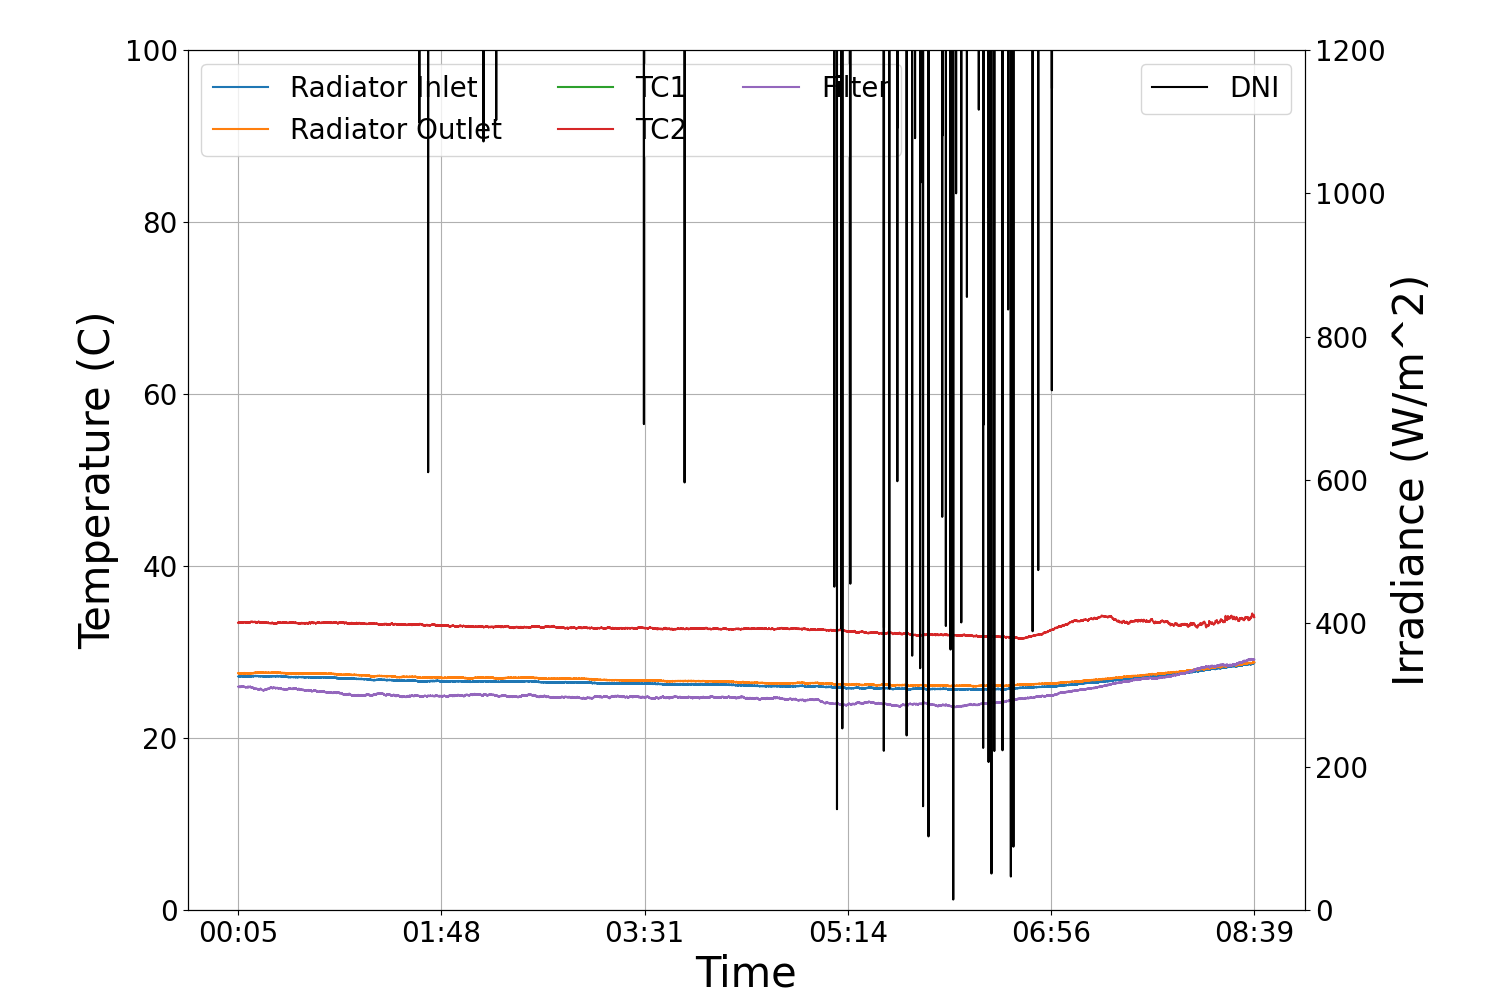 100
80
60
40
20
0
Temperature (C)
Radiator Inlet
Radiator Outlet
TC1
TC2
Filter
DNI
1200
1000
800
600
400
200
0
Irradiance (W/m^2)
00:05 01:48 03:31 05:14 06:56 08:39
Time